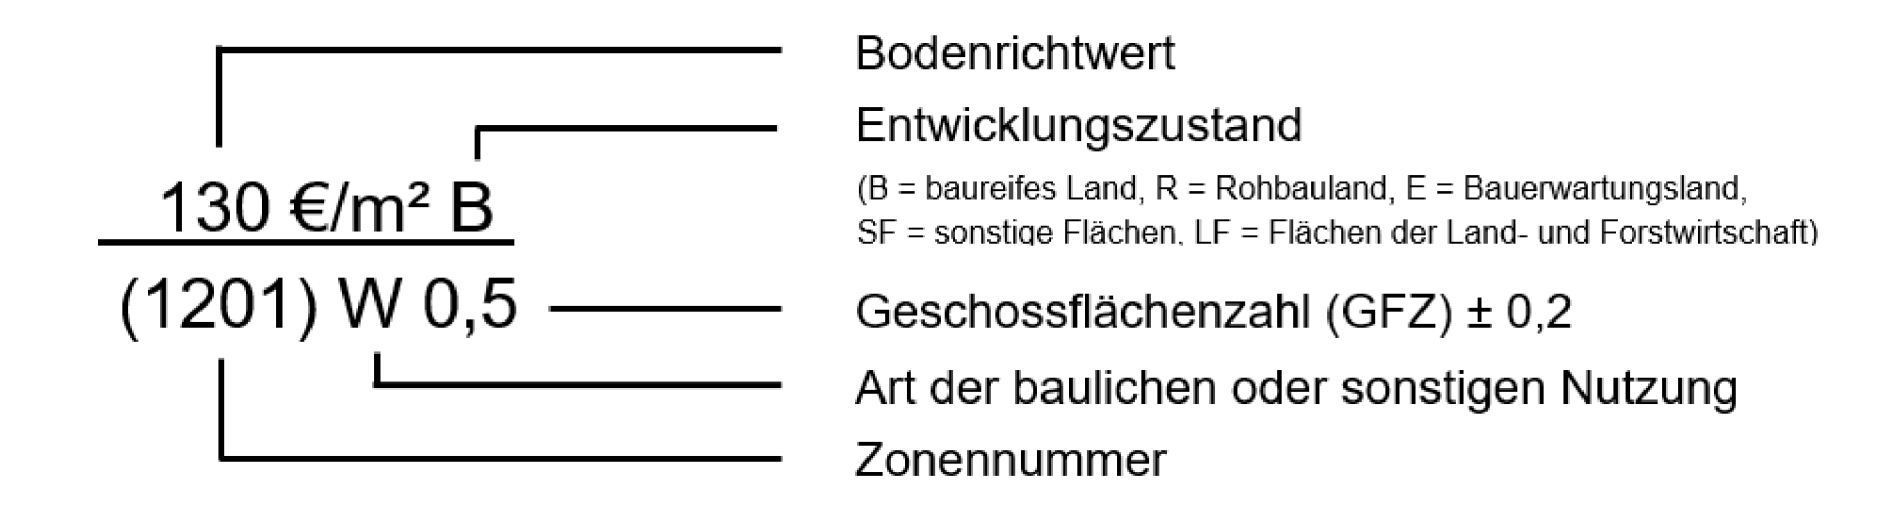 Bodenrichtwert
Entwicklungszustand
(B = baureifes Land, R = Rohbauland, E = Bauerwartungsland,
SF = sonstige Flächen, LF = Flächen der Land- und Forstwirtschaft)
130 €/m² B
(1201) W 0,5
Geschossflächenzahl (GFZ) ± 0,2
Art der baulichen oder sonstigen Nutzung
Zonennummer